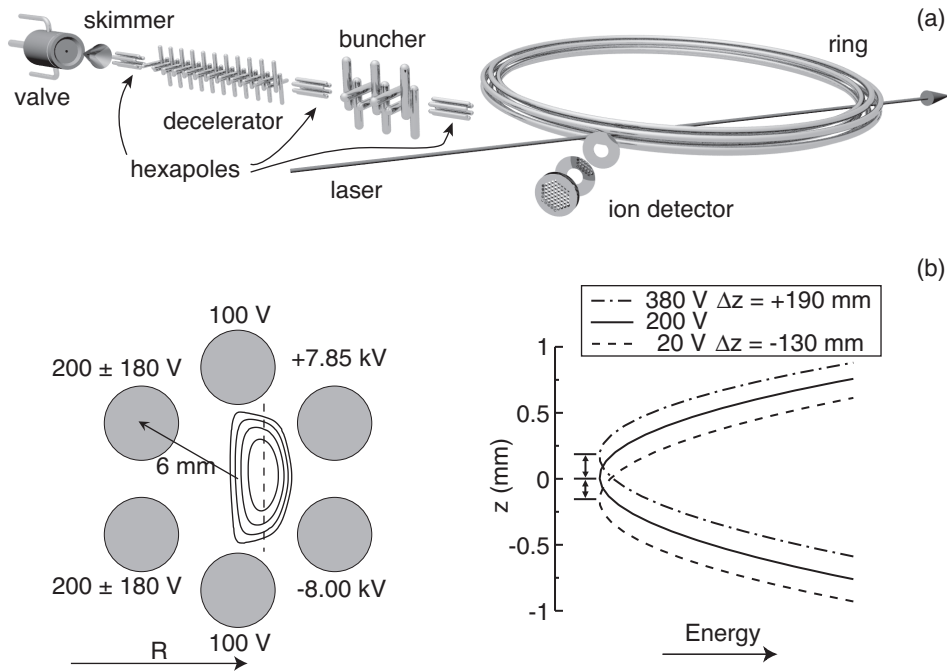 (a)
skimmer
valve
buncher
ring
decelerator
hexapoles
laser
ion detector
(b)
100 V
200 ± 180 V
+7.85 kV
6 mm
200 ± 180 V
-8.00 kV
100 V
R
380 V Δz = +190 mm
200 V
20 V Δz = -130 mm
1
0.5
0
-0.5
-1
z (mm)
Energy